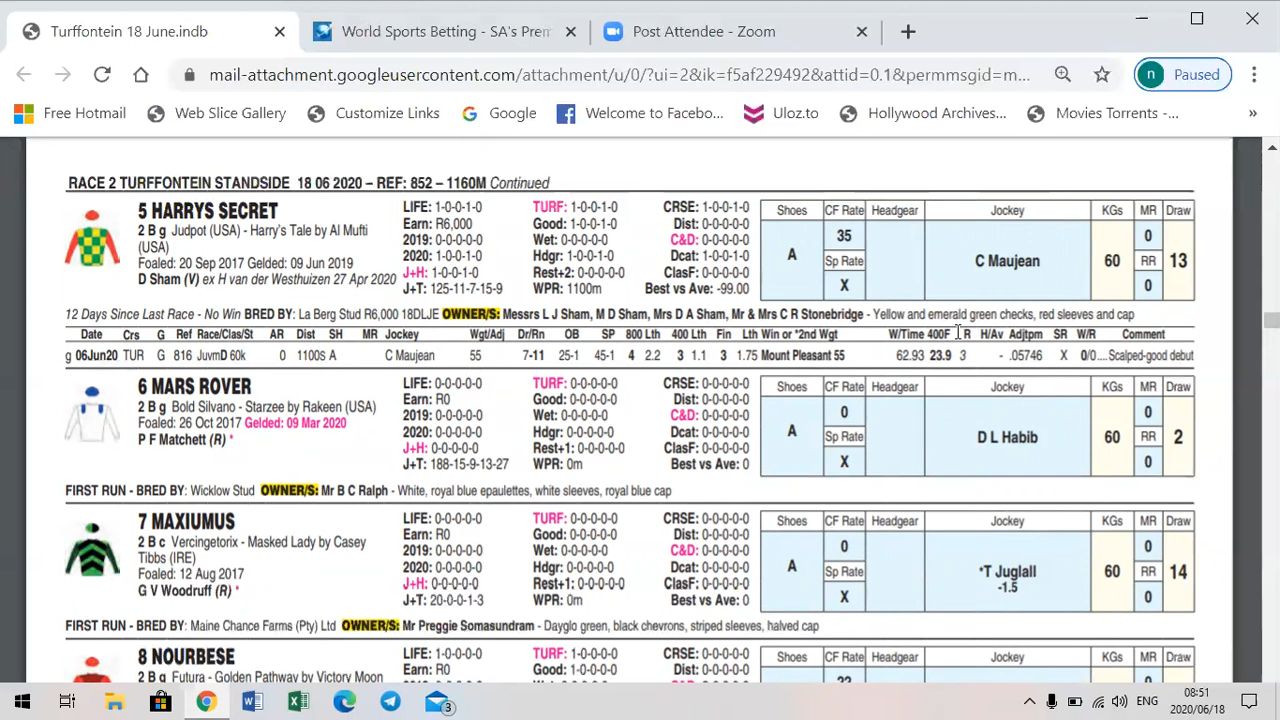 Turffontein 18 June.indb
World Sports Betting - SA's Prem
Post Attendee - Zoom
mail-attachment.googleusercontent.com/attachment/u/0/?ui=2&ik=f5af229492&attid=0.1&permmsgid=m...
n Paused
Free Hotmail Web Slice Gallery Customize Links Google Welcome to Facebo... Uloz.to Hollywood Archives... Movies Torrents -... »
RACE 2 TURFFONTEIN STANDSIDE 18 06 2020 – REF: 852 – 1160M Continued
5 HARRYS SECRET
2 B g Judpot (USA) - Harry's Tale by Al Mufti
(USA)
Foaled: 20 Sep 2017 Gelded: 09 Jun 2019
D Sham (V) ex H van der Westhuizen 27 Apr 2020
LIFE: 1-0-0-1-0 TURF: 1-0-0-1-0 CRSE: 1-0-0-1-0
Earn: R6,000 Good: 1-0-0-1-0 Dist: 0-0-0-0-0
2019: 0-0-0-0-0 Wet: 0-0-0-0-0 C&D: 0-0-0-0-0
2020: 1-0-0-1-0 Hdgr: 1-0-0-1-0 Dcat: 1-0-0-1-0
J+H: 1-0-0-1-0 Rest+2: 0-0-0-0-0 ClasF: 0-0-0-0-0
J+T: 125-11-7-15-9 WPR: 1100m Best vs Ave: -99.00
Shoes CF Rate Headgear Jockey KGs MR Draw
35 0
A Sp Rate C Maujean 60 RR 13
X 0
12 Days Since Last Race - No Win BRED BY: La Berg Stud R6,000 18DLJE OWNER/S: Messrs L J Sham, M D Sham, Mrs D A Sham, Mr & Mrs C R Stonebridge - Yellow and emerald green checks, red sleeves and cap
Date Crs G Ref Race/Clas/St AR Dist SH MR Jockey Wgt/Adj Dr/Rn OB SP 800 Lth 400 Lth Fin Lth Win or *2nd Wgt W/Time 400F R H/Av Adjtpm SR W/R Comment
g 06Jun20 TUR G 816 JuvmD 60k 0 1100S A C Maujean 55 7-11 25-1 45-1 4 2.2 3 1.1 3 1.75 Mount Pleasant 55 62.93 23.9 3 - .05746 X 0/0....Scalped-good debut
6 MARS ROVER
2 B g Bold Silvano - Starzee by Rakeen (USA)
Foaled: 26 Oct 2017 Gelded: 09 Mar 2020
P F Matchett (R) *
LIFE: 0-0-0-0-0 TURF: 0-0-0-0-0 CRSE: 0-0-0-0-0
Earn: R0 Good: 0-0-0-0-0 Dist: 0-0-0-0-0
2019: 0-0-0-0-0 Wet: 0-0-0-0-0 C&D: 0-0-0-0-0
2020: 0-0-0-0-0 Hdgr: 0-0-0-0-0 Dcat: 0-0-0-0-0
J+H: 0-0-0-0-0 Rest+1: 0-0-0-0-0 ClasF: 0-0-0-0-0
J+T: 188-15-9-13-27 WPR: 0m Best vs Ave: 0
Shoes CF Rate Headgear Jockey KGs MR Draw
0 0
A Sp Rate D L Habib 60 RR 2
X 0
FIRST RUN - BRED BY: Wicklow Stud OWNER/S: Mr B C Ralph - White, royal blue epaulettes, white sleeves, royal blue cap
7 MAXIUMUS
2 B c Vercingetorix - Masked Lady by Casey
Tibbs (IRE)
Foaled: 12 Aug 2017
G V Woodruff (R) *
LIFE: 0-0-0-0-0 TURF: 0-0-0-0-0 CRSE: 0-0-0-0-0
Earn: R0 Good: 0-0-0-0-0 Dist: 0-0-0-0-0
2019: 0-0-0-0-0 Wet: 0-0-0-0-0 C&D: 0-0-0-0-0
2020: 0-0-0-0-0 Hdgr: 0-0-0-0-0 Dcat: 0-0-0-0-0
J+H: 0-0-0-0-0 Rest+1: 0-0-0-0-0 ClasF: 0-0-0-0-0
J+T: 20-0-0-1-3 WPR: 0m Best vs Ave: 0
Shoes CF Rate Headgear Jockey KGs MR Draw
0 0
A Sp Rate *T Juglall 60 RR 14
-1.5
X 0
FIRST RUN - BRED BY: Maine Chance Farms (Pty) Ltd OWNER/S: Mr Preggie Somasundram - Dayglo green, black chevrons, striped sleeves, halved cap
8 NOURBESE
2 B g Futura - Golden Pathway by Victory Moon
LIFE: 1-0-0-0-0 TURF: 1-0-0-0-0 CRSE: 0-0-0-0-0
Earn: R0 Good: 1-0-0-0-0 Dist: 0-0-0-0-0
Shoes CF Rate Headgear Jockey KGs MR Draw
3
ENG
08:51
2020/06/18